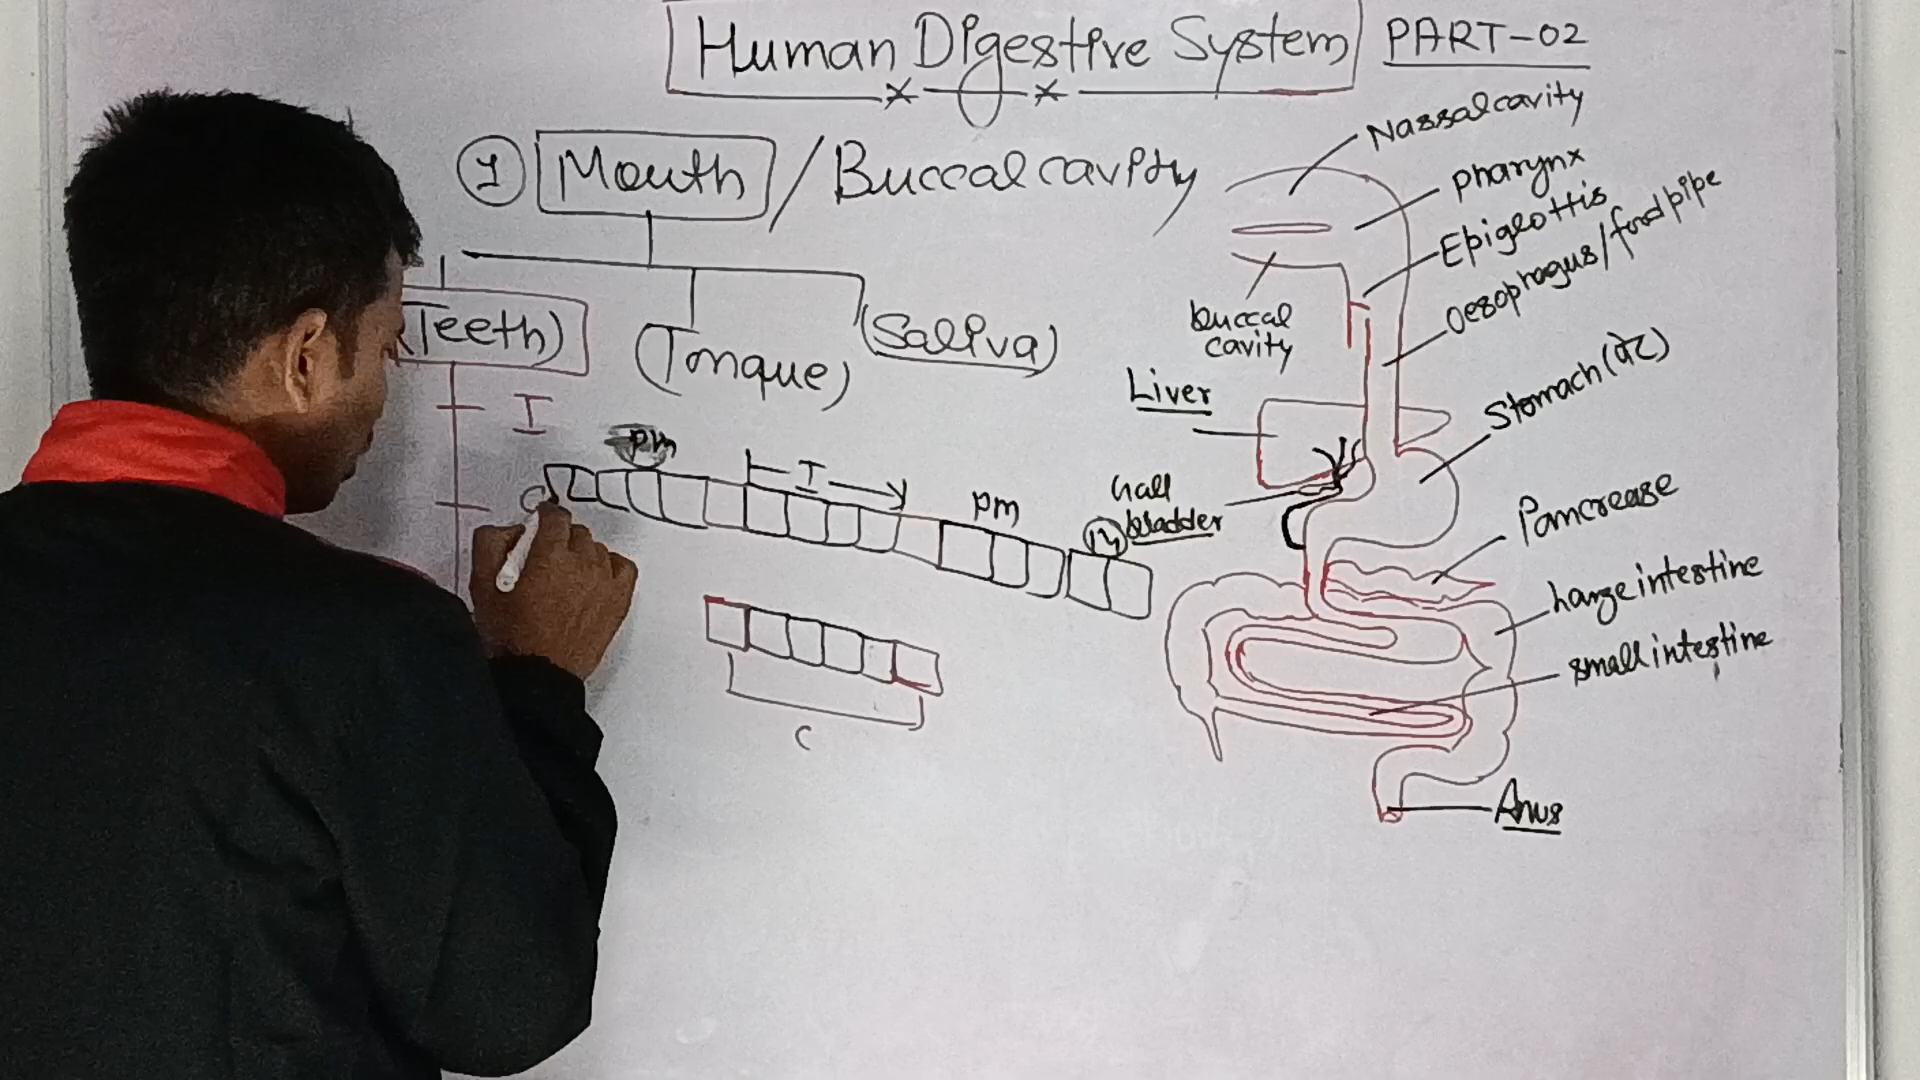 Human Digestive System PART-02
1 Mouth / Buccal cavity
(Teeth)
(Tongue)
(Saliva)
I
C
pm
I
pm
C
Nassal cavity
pharynx
Epiglottis
Oesophagus/food pipe
buccal
cavity
Liver
Stomach (पेट)
Gall
bladder
Pancrease
Large intestine
small intestine
Anus